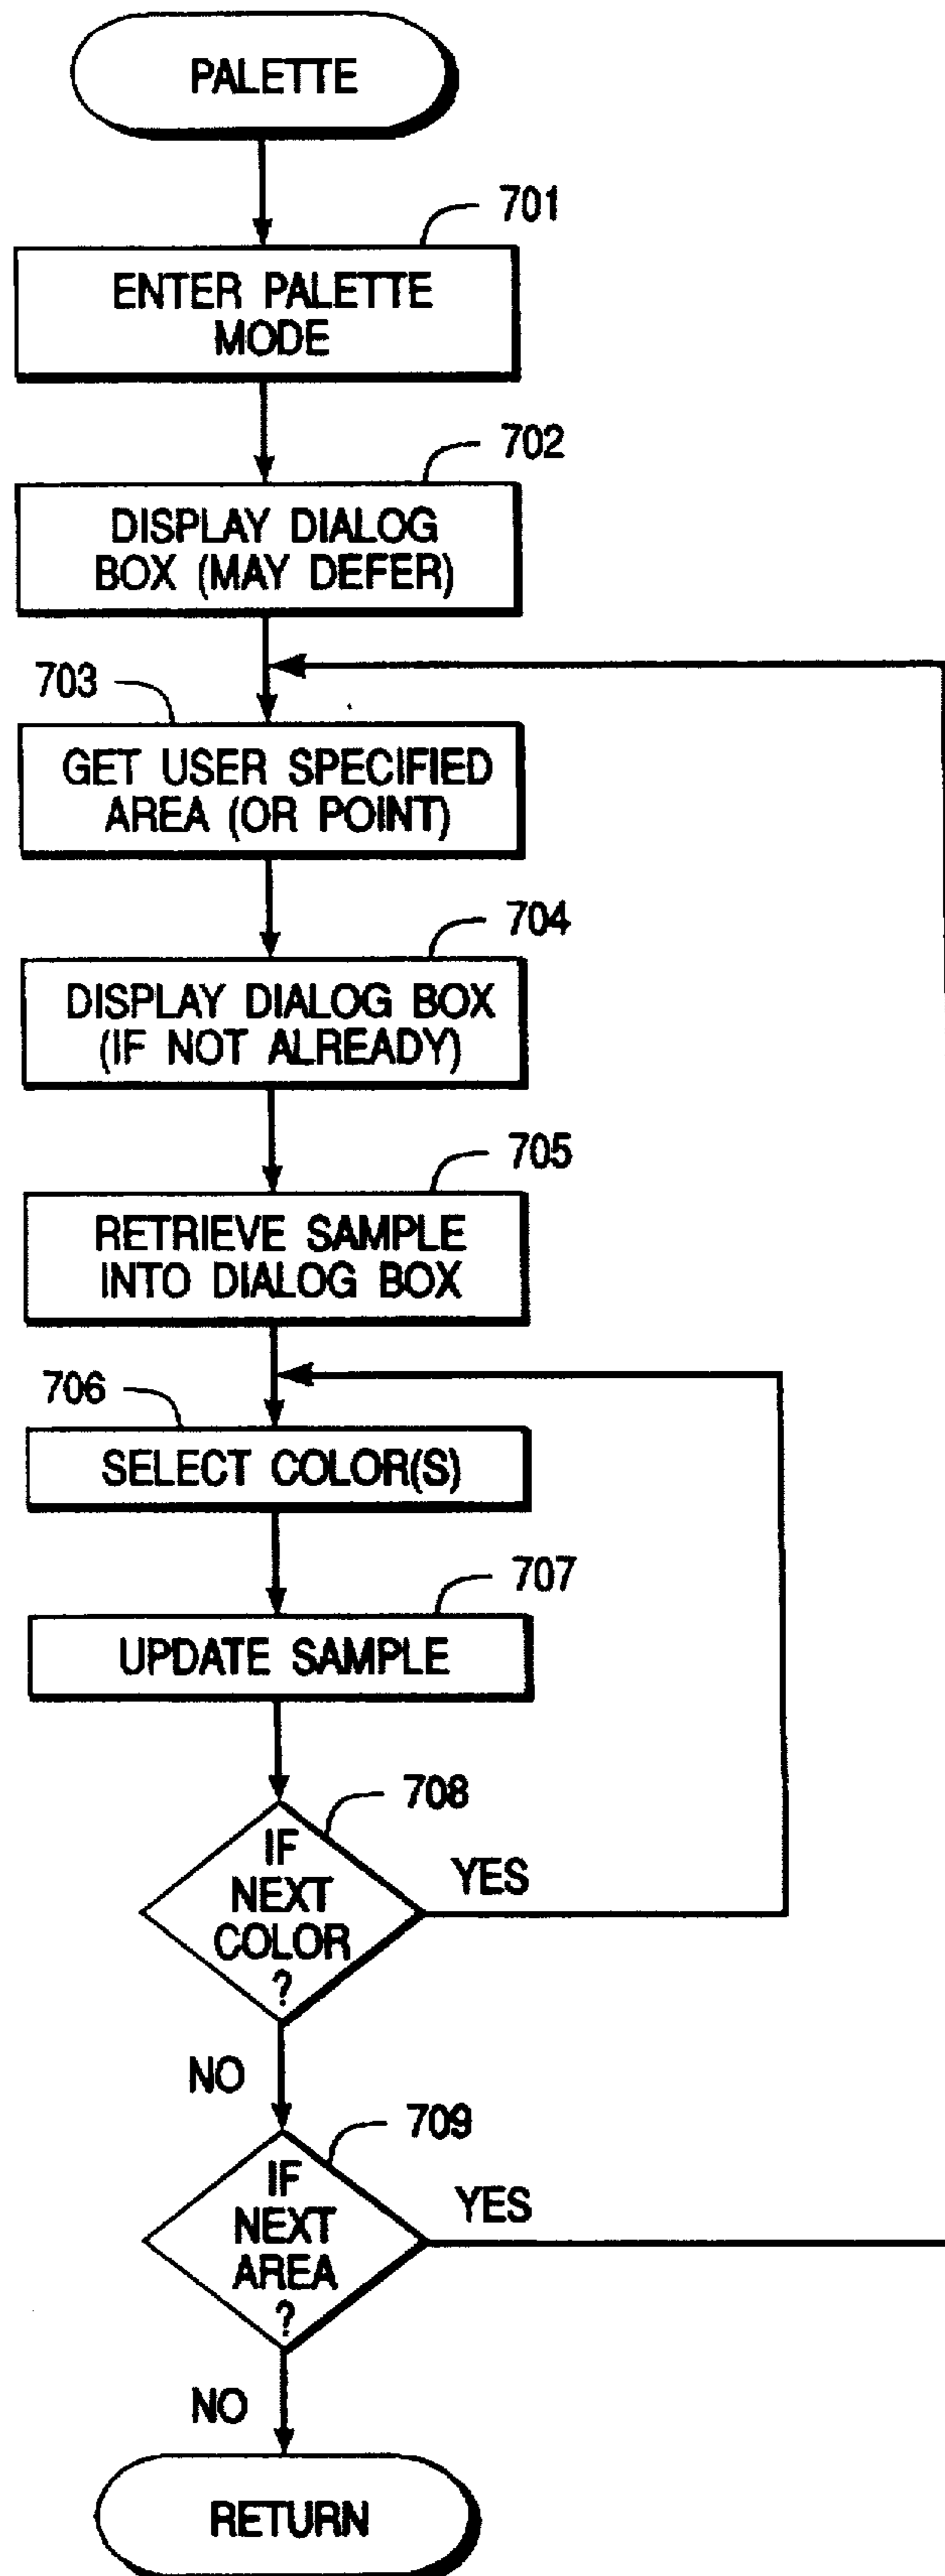 PALETTE
701
ENTER PALETTE
MODE
702
DISPLAY DIALOG
BOX (MAY DEFER)
703
GET USER SPECIFIED
AREA (OR POINT)
704
DISPLAY DIALOG BOX
(IF NOT ALREADY)
705
RETRIEVE SAMPLE
INTO DIALOG BOX
706
SELECT COLOR(S)
707
UPDATE SAMPLE
708
IF
NEXT
COLOR
?
YES
NO
709
IF
NEXT
AREA
?
YES
NO
RETURN